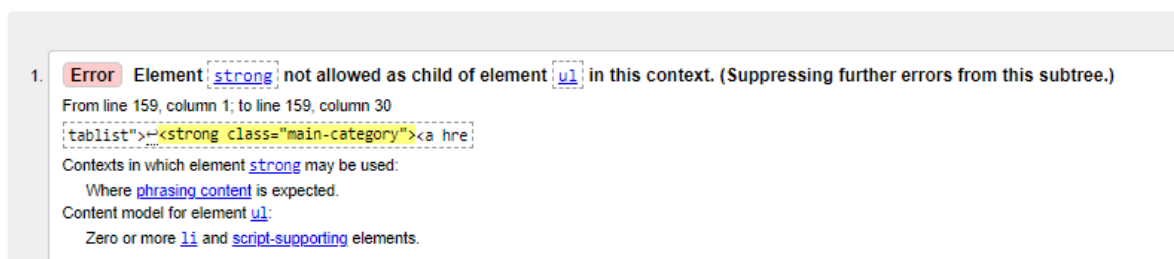 1. Error Element strong not allowed as child of element ul in this context. (Suppressing further errors from this subtree.)
From line 159, column 1; to line 159, column 30
tablist">↩<strong class="main-category"><a hre
Contexts in which element strong may be used:
Where phrasing content is expected.
Content model for element ul:
Zero or more li and script-supporting elements.